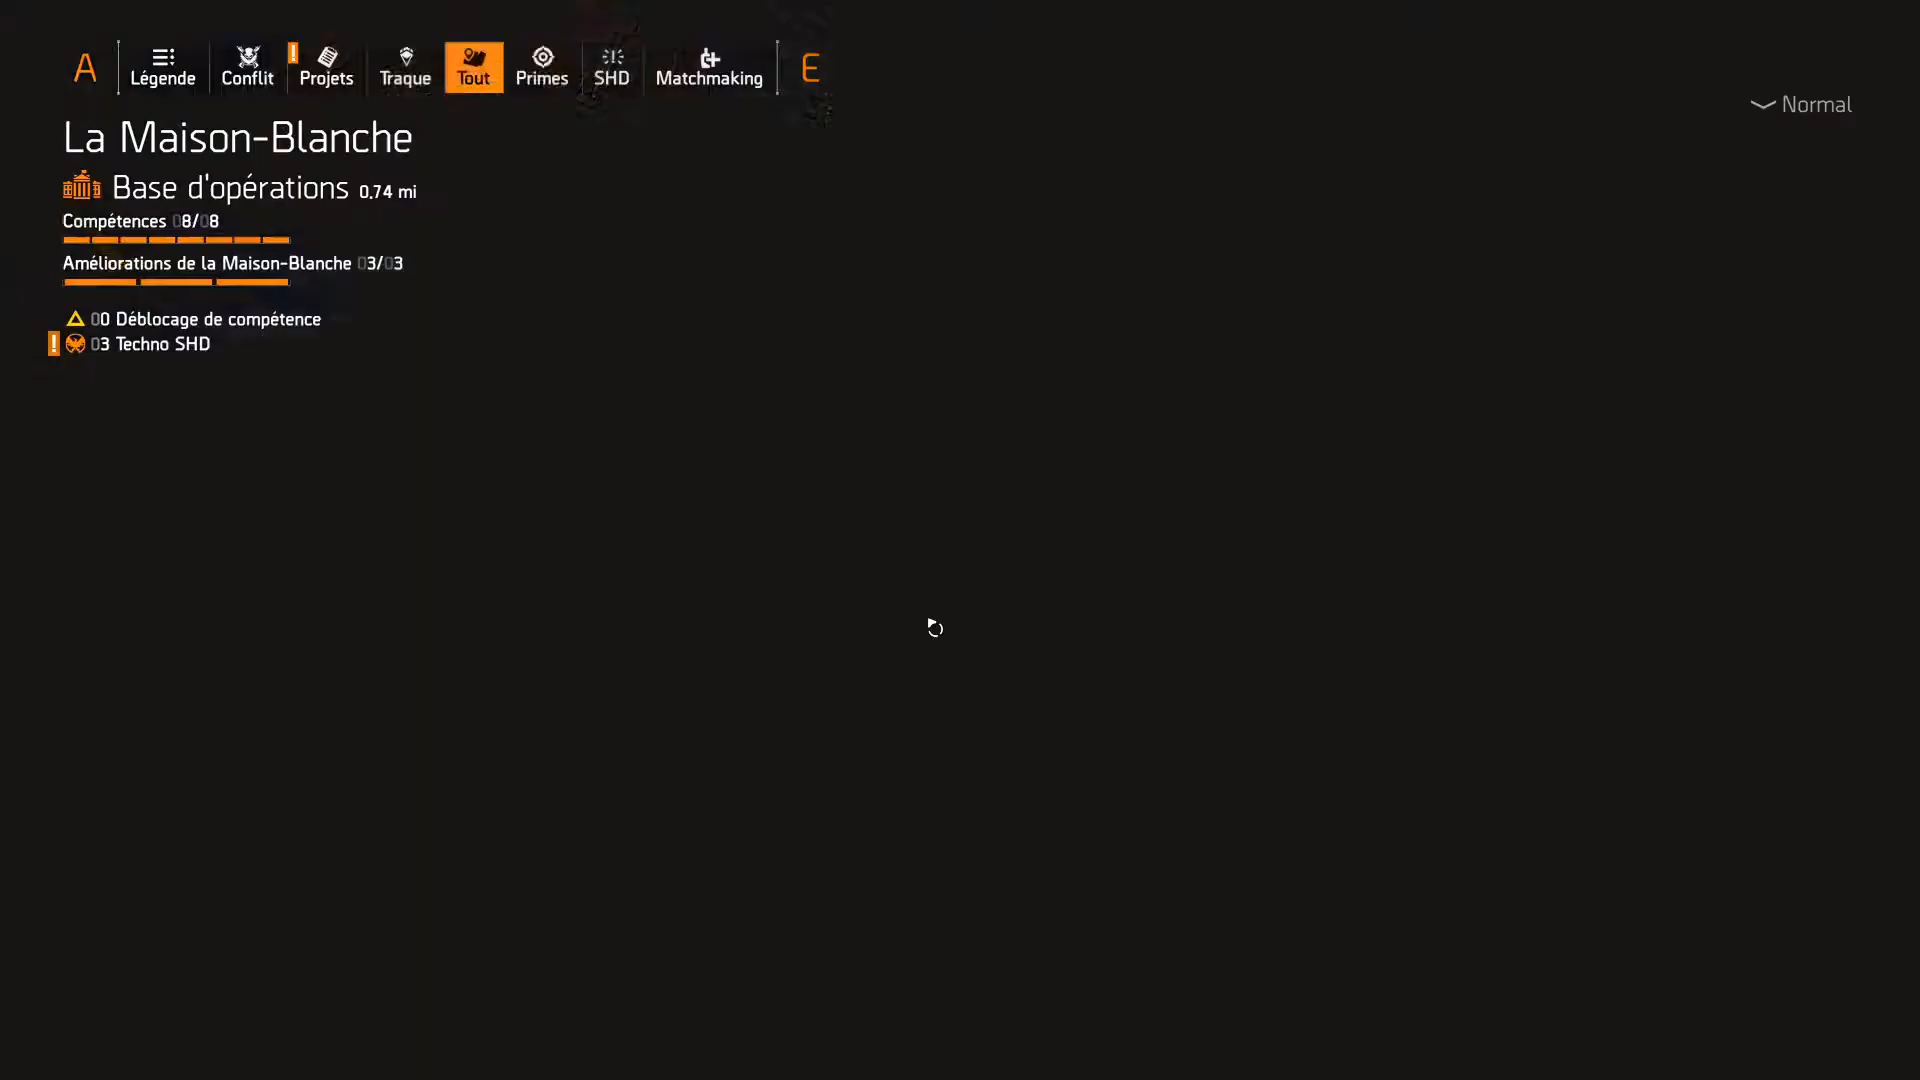 A Légende Conflit ! Projets Traque Tout Primes SHD Matchmaking E
Normal
La Maison-Blanche
Base d'opérations 0.74 mi
Compétences 08/08
Améliorations de la Maison-Blanche 03/03
00 Déblocage de compétence
! 03 Techno SHD